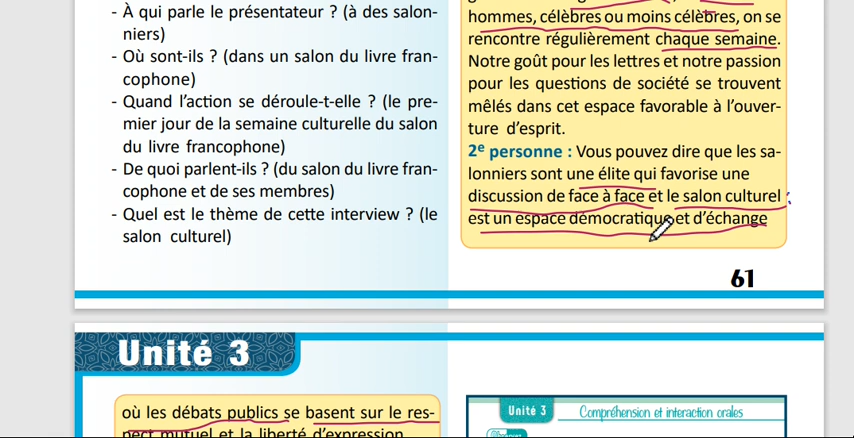 - À qui parle le présentateur ? (à des salon-
niers)
- Où sont-ils ? (dans un salon du livre fran-
cophone)
- Quand l'action se déroule-t-elle ? (le pre-
mier jour de la semaine culturelle du salon
du livre francophone)
- De quoi parlent-ils ? (du salon du livre fran-
cophone et de ses membres)
- Quel est le thème de cette interview ? (le
salon culturel)
hommes, célèbres ou moins célèbres, on se
rencontre régulièrement chaque semaine.
Notre goût pour les lettres et notre passion
pour les questions de société se trouvent
mêlés dans cet espace favorable à l'ouver-
ture d'esprit.
2e personne : Vous pouvez dire que les sa-
lonniers sont une élite qui favorise une
discussion de face à face et le salon culturel
est un espace démocratique et d'échange
61
Unité 3
où les débats publics se basent sur le res-
pect mutuel et la liberté d'expression
Unité 3
Compréhension et interaction orales